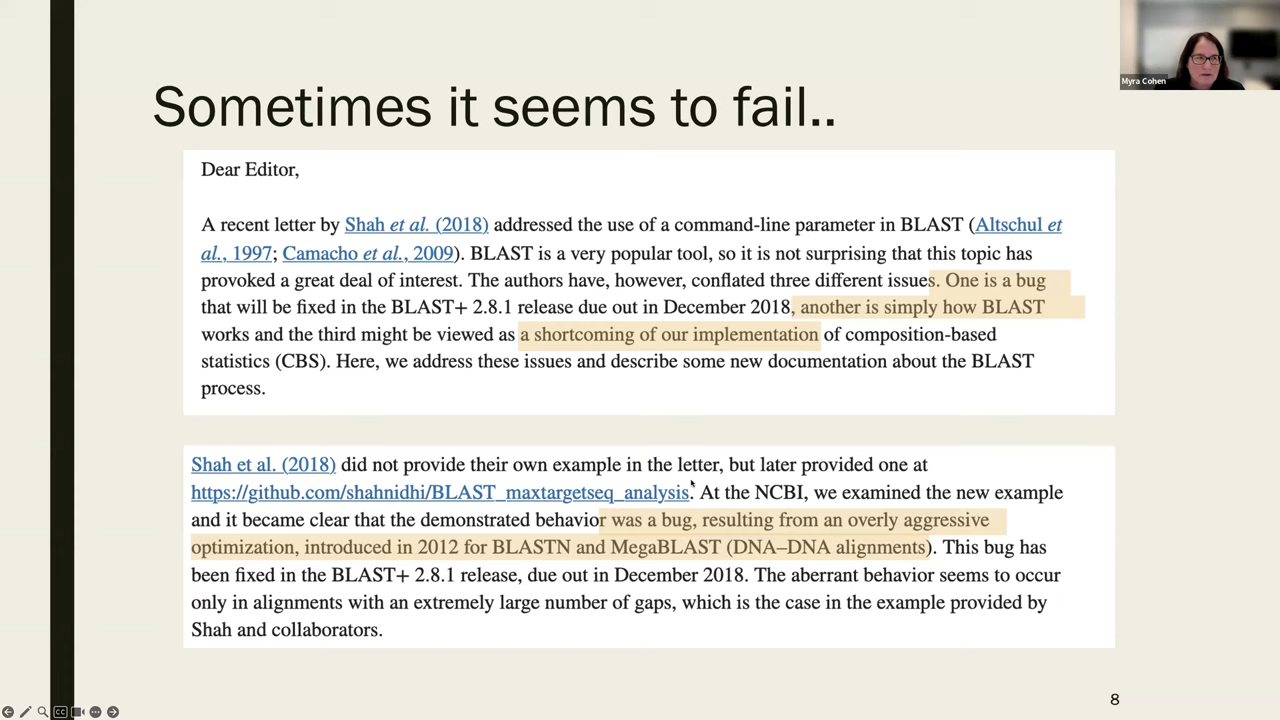 Myra Cohen
Sometimes it seems to fail..
Dear Editor,
A recent letter by Shah et al. (2018) addressed the use of a command-line parameter in BLAST (Altschul et
al., 1997; Camacho et al., 2009). BLAST is a very popular tool, so it is not surprising that this topic has
provoked a great deal of interest. The authors have, however, conflated three different issues. One is a bug
that will be fixed in the BLAST+ 2.8.1 release due out in December 2018, another is simply how BLAST
works and the third might be viewed as a shortcoming of our implementation of composition-based
statistics (CBS). Here, we address these issues and describe some new documentation about the BLAST
process.
Shah et al. (2018) did not provide their own example in the letter, but later provided one at
https://github.com/shahnidhi/BLAST_maxtargetseq_analysis. At the NCBI, we examined the new example
and it became clear that the demonstrated behavior was a bug, resulting from an overly aggressive
optimization, introduced in 2012 for BLASTN and MegaBLAST (DNA–DNA alignments). This bug has
been fixed in the BLAST+ 2.8.1 release, due out in December 2018. The aberrant behavior seems to occur
only in alignments with an extremely large number of gaps, which is the case in the example provided by
Shah and collaborators.
8
CC